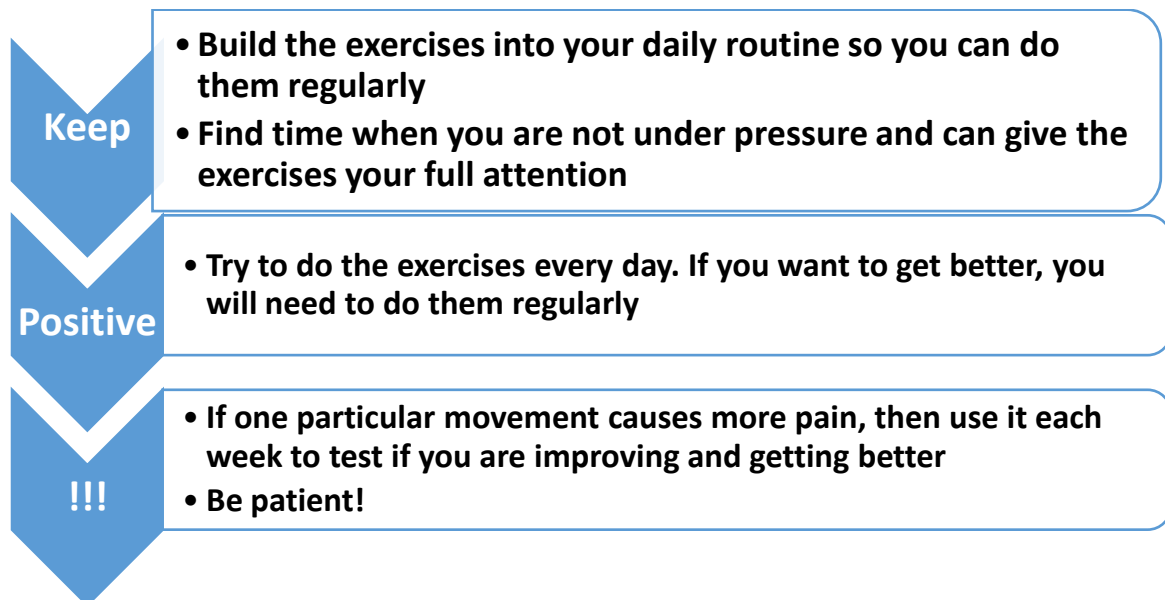 Keep
• Build the exercises into your daily routine so you can do
them regularly
• Find time when you are not under pressure and can give the
exercises your full attention
Positive
• Try to do the exercises every day. If you want to get better, you
will need to do them regularly
!!!
• If one particular movement causes more pain, then use it each
week to test if you are improving and getting better
• Be patient!